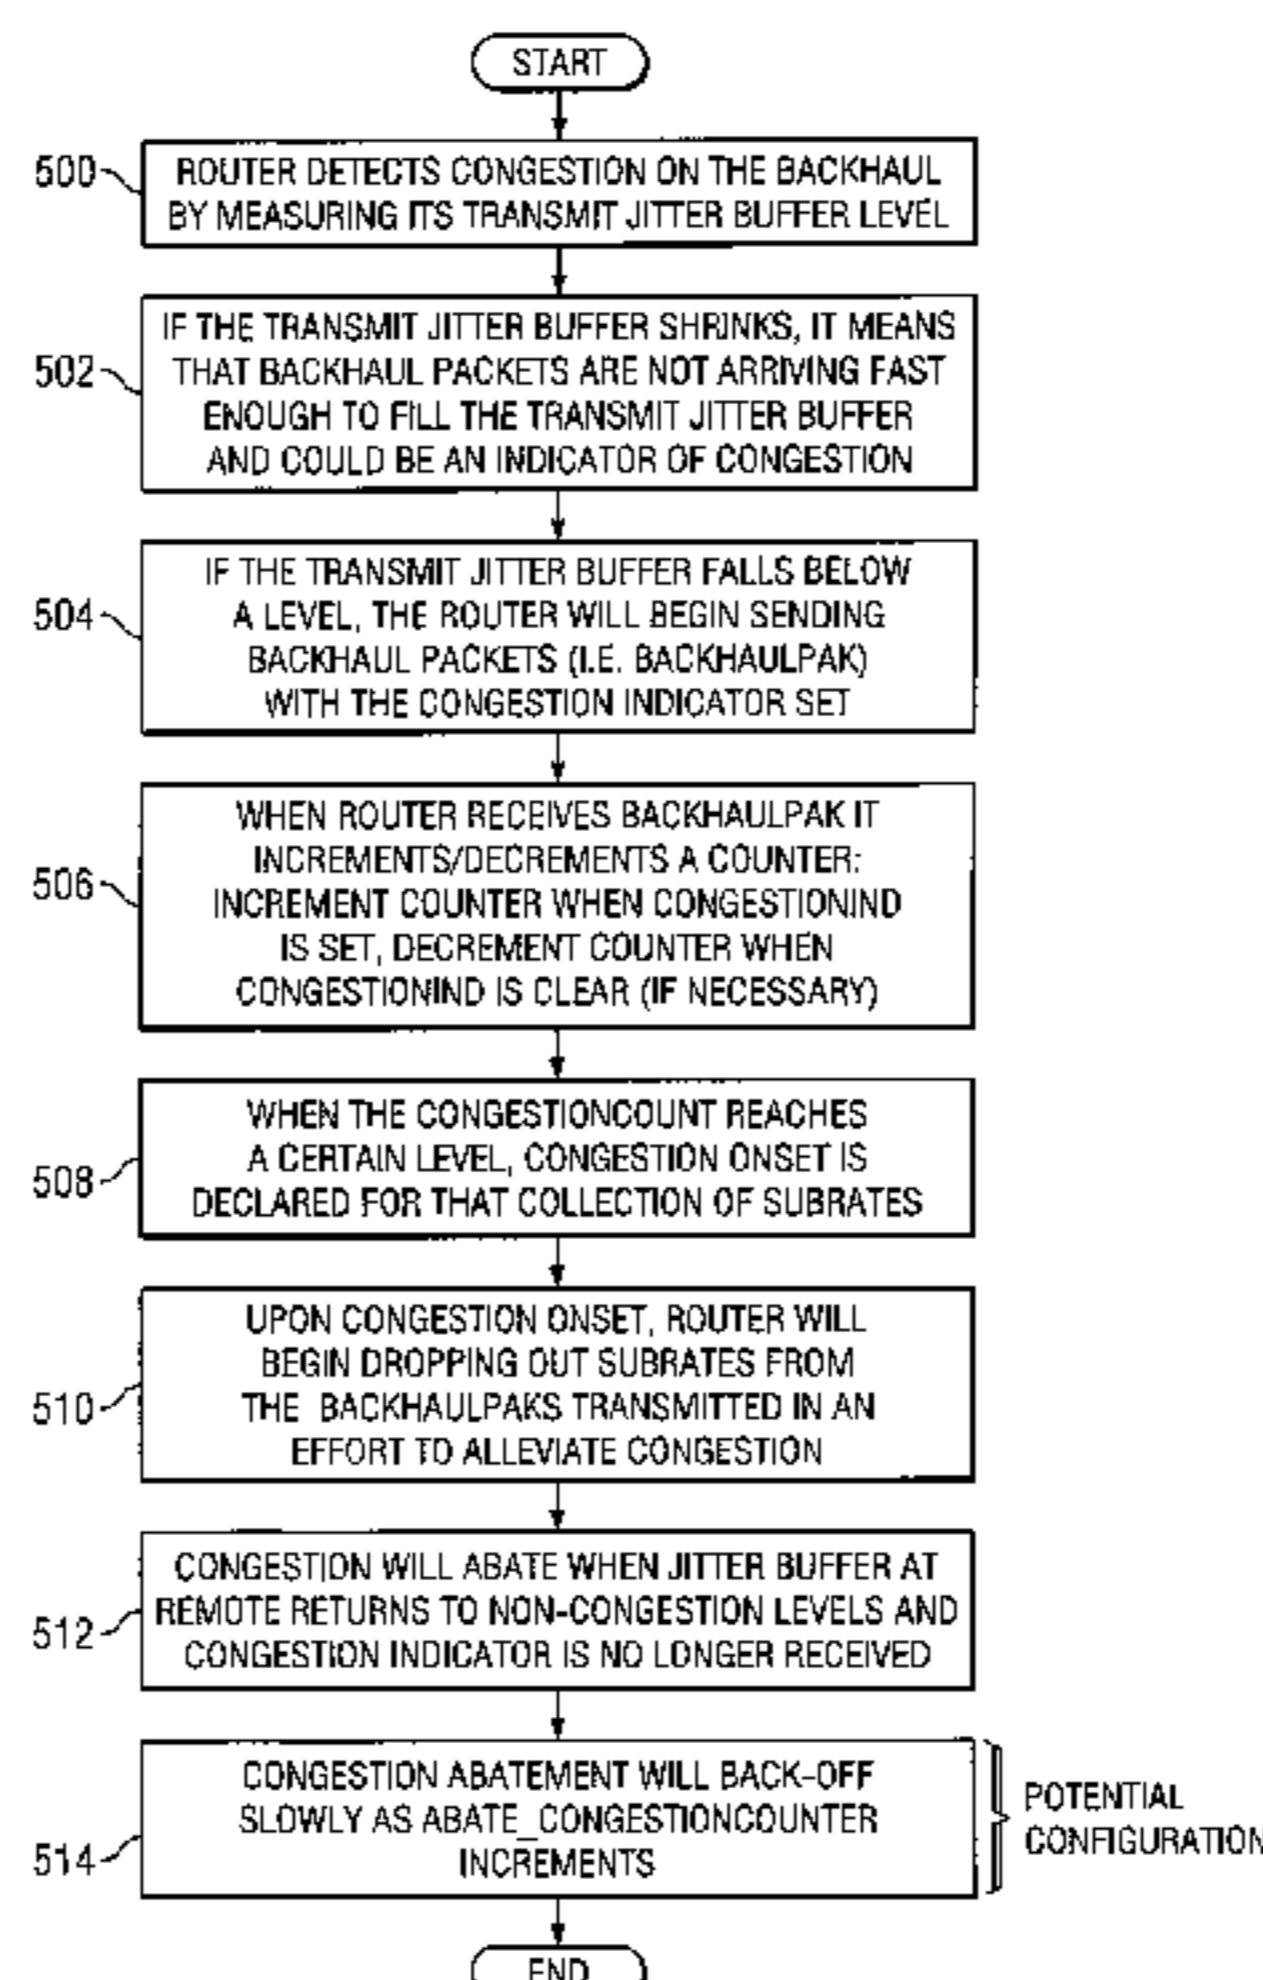 START
500
ROUTER DETECTS CONGESTION ON THE BACKHAUL
BY MEASURING ITS TRANSMIT JITTER BUFFER LEVEL
502
IF THE TRANSMIT JITTER BUFFER SHRINKS, IT MEANS
THAT BACKHAUL PACKETS ARE NOT ARRIVING FAST
ENOUGH TO FILL THE TRANSMIT JITTER BUFFER
AND COULD BE AN INDICATOR OF CONGESTION
504
IF THE TRANSMIT JITTER BUFFER FALLS BELOW
A LEVEL, THE ROUTER WILL BEGIN SENDING
BACKHAUL PACKETS (I.E. BACKHAULPAK)
WITH THE CONGESTION INDICATOR SET
506
WHEN ROUTER RECEIVES BACKHAULPAK IT
INCREMENTS/DECREMENTS A COUNTER:
INCREMENT COUNTER WHEN CONGESTIONIND
IS SET, DECREMENT COUNTER WHEN
CONGESTIONIND IS CLEAR (IF NECESSARY)
508
WHEN THE CONGESTIONCOUNT REACHES
A CERTAIN LEVEL, CONGESTION ONSET IS
DECLARED FOR THAT COLLECTION OF SUBRATES
510
UPON CONGESTION ONSET, ROUTER WILL
BEGIN DROPPING OUT SUBRATES FROM
THE BACKHAULPAKS TRANSMITTED IN AN
EFFORT TO ALLEVIATE CONGESTION
512
CONGESTION WILL ABATE WHEN JITTER BUFFER AT
REMOTE RETURNS TO NON-CONGESTION LEVELS AND
CONGESTION INDICATOR IS NO LONGER RECEIVED
514
CONGESTION ABATEMENT WILL BACK-OFF
SLOWLY AS ABATE_CONGESTIONCOUNTER
INCREMENTS
POTENTIAL
CONFIGURATION
END